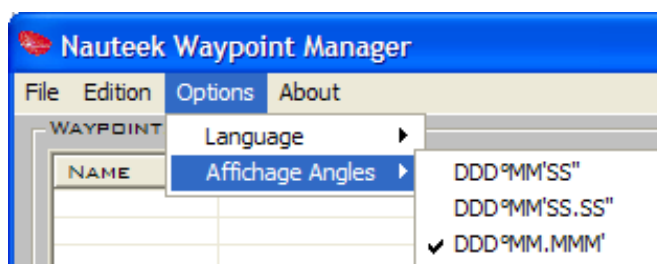 Nauteek Waypoint Manager
File Edition Options About
WAYPOINT
Language
NAME
Affichage Angles
DDD°MM'SS"
DDD°MM'SS.SS"
DDD°MM.MMM'